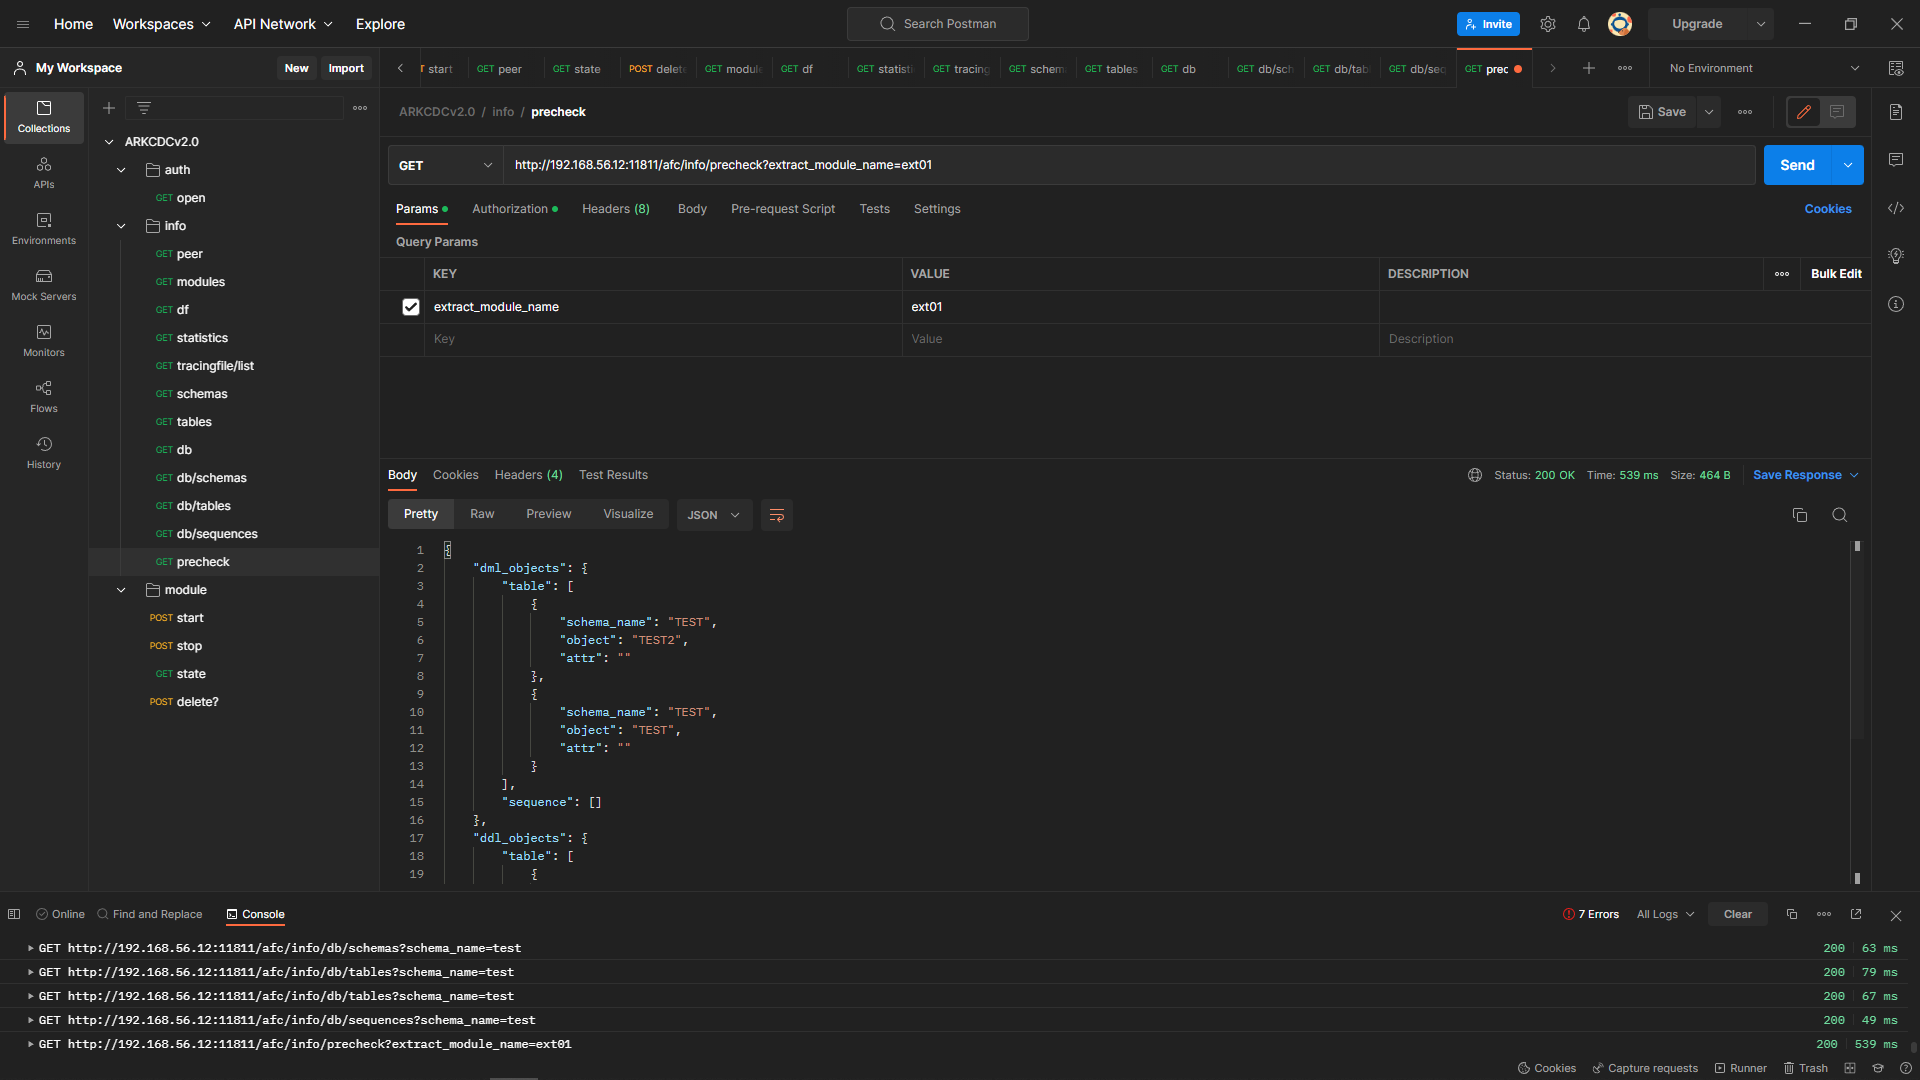 Home Workspaces API Network Explore Search Postman Invite Upgrade
My Workspace New Import start GET peer GET state POST delet GET modul GET df GET statisti GET tracing GET schem GET tables GET db GET db/sch GET db/tab GET db/seq GET prec No Environment
ARKCDCv2.0 / info / precheck Save
GET http://192.168.56.12:11811/afc/info/precheck?extract_module_name=ext01 Send
Params Authorization Headers (8) Body Pre-request Script Tests Settings Cookies
Query Params
KEY VALUE DESCRIPTION Bulk Edit
extract_module_name ext01
Key Value Description
Collections
APIs
Environments
Mock Servers
Monitors
Flows
History
ARKCDCv2.0
auth
GET open
info
GET peer
GET modules
GET df
GET statistics
GET tracingfile/list
GET schemas
GET tables
GET db
GET db/schemas
GET db/tables
GET db/sequences
GET precheck
module
POST start
POST stop
GET state
POST delete?
Body Cookies Headers (4) Test Results Status: 200 OK Time: 539 ms Size: 464 B Save Response
Pretty Raw Preview Visualize JSON
1 {
2 "dml_objects": {
3 "table": [
4 {
5 "schema_name": "TEST",
6 "object": "TEST2",
7 "attr": ""
8 },
9 {
10 "schema_name": "TEST",
11 "object": "TEST",
12 "attr": ""
13 }
14 ],
15 "sequence": []
16 },
17 "ddl_objects": {
18 "table": [
19 {
Online Find and Replace Console 7 Errors All Logs Clear
GET http://192.168.56.12:11811/afc/info/db/schemas?schema_name=test 200 63 ms
GET http://192.168.56.12:11811/afc/info/db/tables?schema_name=test 200 79 ms
GET http://192.168.56.12:11811/afc/info/db/tables?schema_name=test 200 67 ms
GET http://192.168.56.12:11811/afc/info/db/sequences?schema_name=test 200 49 ms
GET http://192.168.56.12:11811/afc/info/precheck?extract_module_name=ext01 200 539 ms
Cookies Capture requests Runner Trash